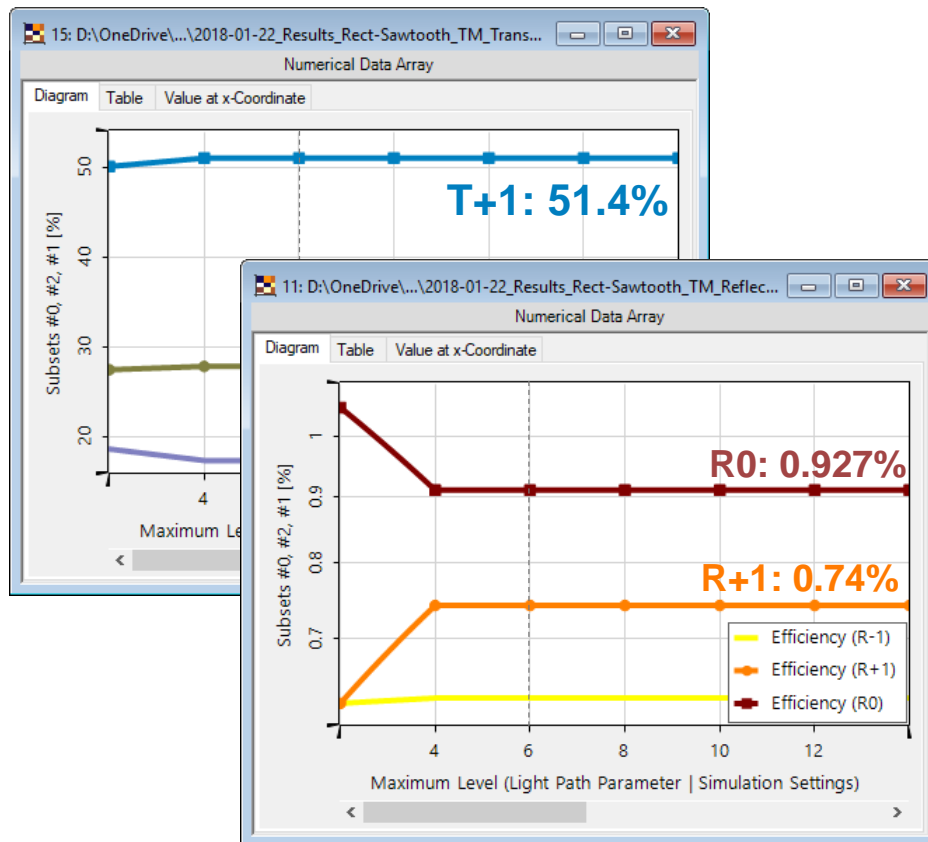 15: D:\OneDrive\...\2018-01-22_Results_Rect-Sawtooth_TM_Trans...
Numerical Data Array
Diagram Table Value at x-Coordinate
50
40
30
20
Subsets #0, #2, #1 [%]
T+1: 51.4%
4
Maximum Le
11: D:\OneDrive\...\2018-01-22_Results_Rect-Sawtooth_TM_Reflec...
Numerical Data Array
Diagram Table Value at x-Coordinate
1
0.9
0.8
0.7
Subsets #0, #2, #1 [%]
R0: 0.927%
R+1: 0.74%
Efficiency (R-1)
Efficiency (R+1)
Efficiency (R0)
4 6 8 10 12
Maximum Level (Light Path Parameter | Simulation Settings)